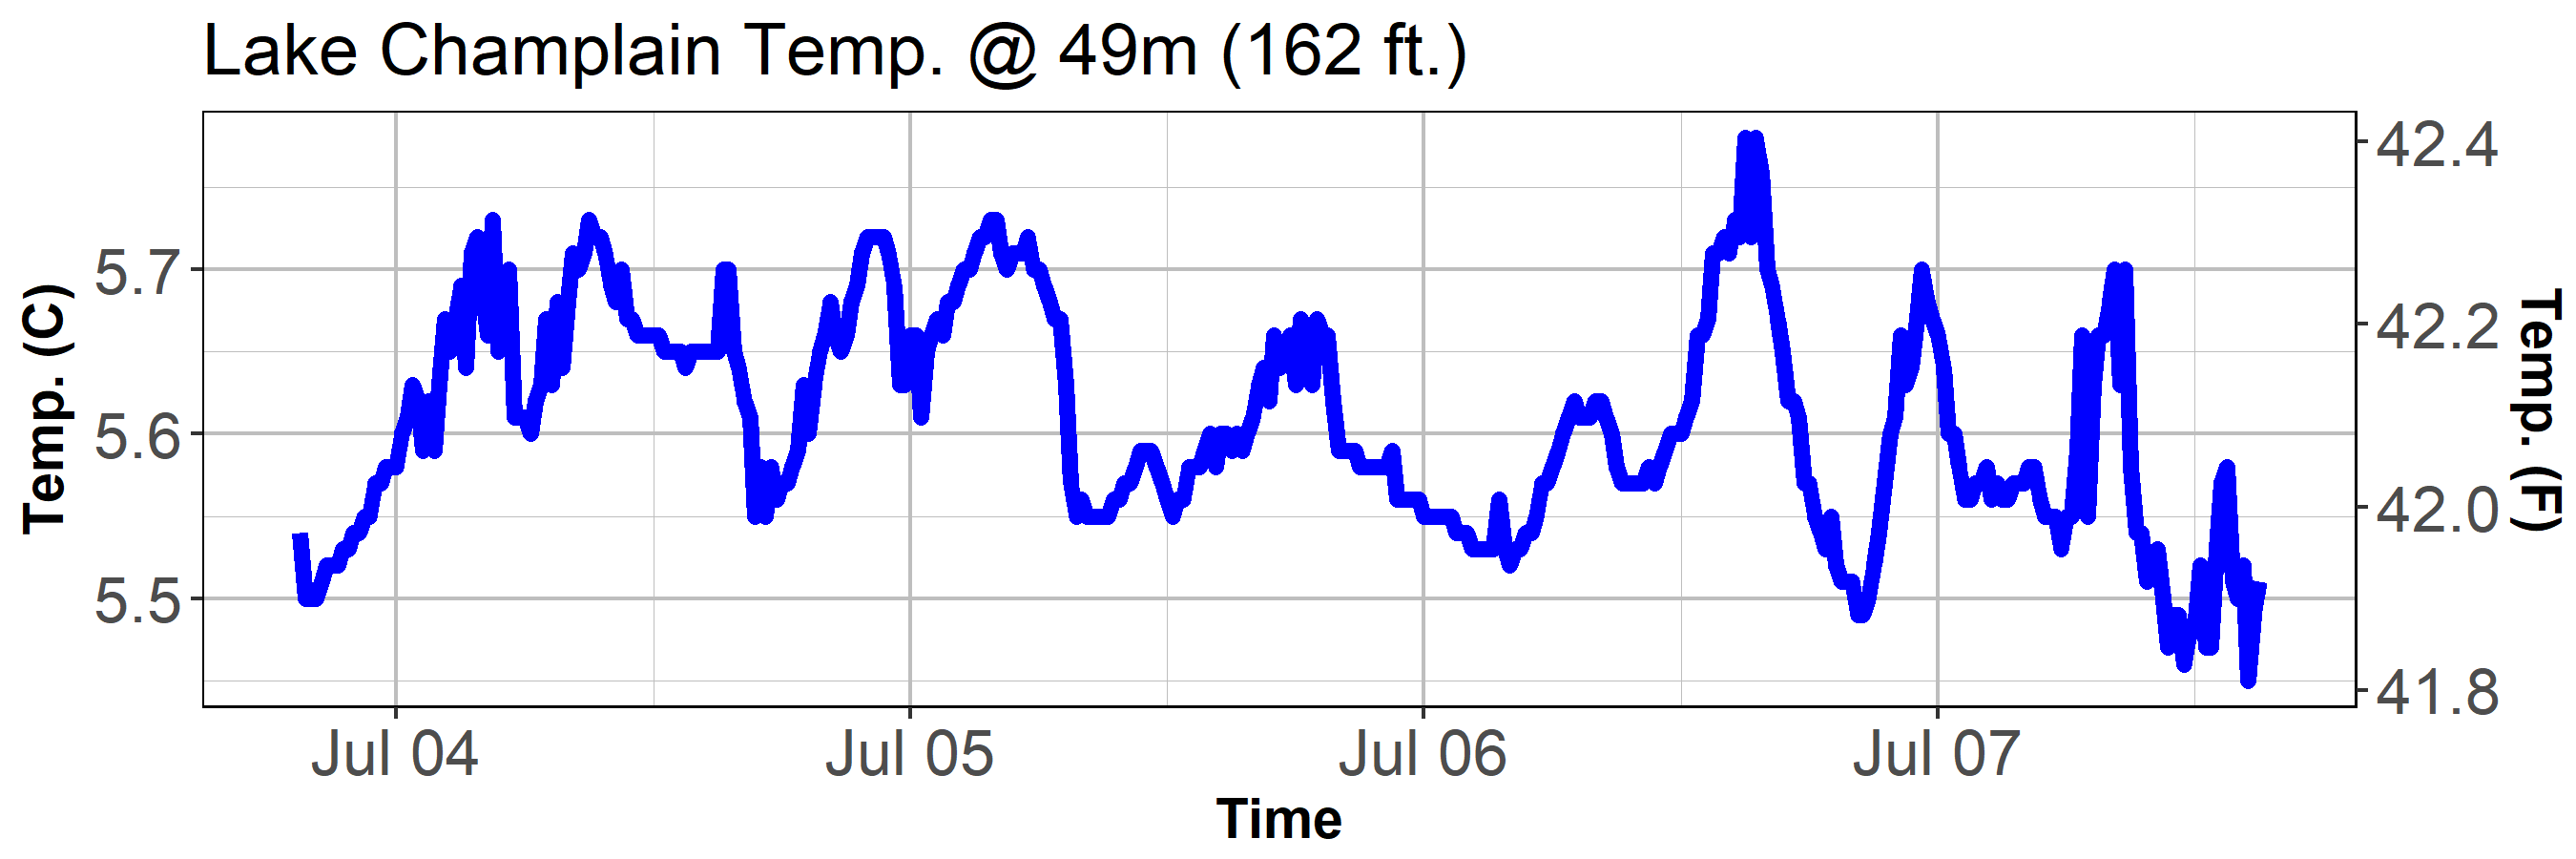 Lake Champlain Temp. @ 49m (162 ft.)
Temp. (C)
5.7
5.6
5.5
42.4
42.2
42.0
41.8
Temp. (F)
Jul 04 Jul 05 Jul 06 Jul 07
Time